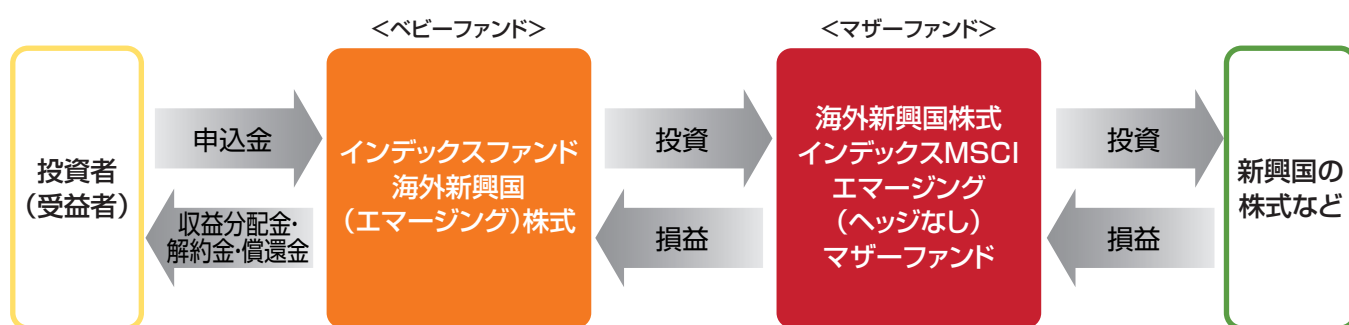 ＜ベビーファンド＞
＜マザーファンド＞
投資者
（受益者）
申込金
収益分配金・
解約金・償還金
インデックスファンド
海外新興国
（エマージング）株式
投資
損益
海外新興国株式
インデックスMSCI
エマージング
（ヘッジなし）
マザーファンド
投資
損益
新興国の
株式など